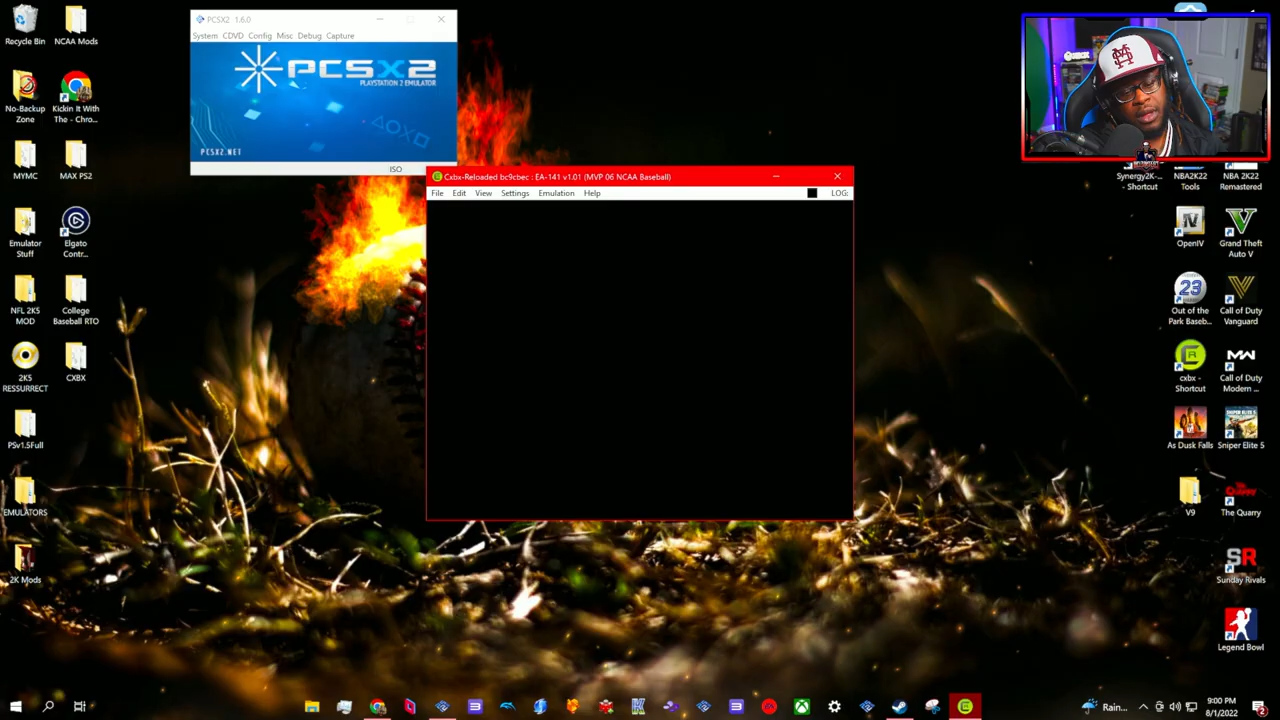 PCSX2 1.6.0
System CDVD Config Misc Debug Capture
PCSX2
PLAYSTATION 2 EMULATOR
PCSX2.NET
ISO
Cxbx-Reloaded bc9cbec : EA-141 v1.01 (MVP 06 NCAA Baseball)
File Edit View Settings Emulation Help
LOG:
Recycle Bin
NCAA Mods
No-Backup
Zone
Kickin It With
The - Chro...
MYMC
MAX PS2
Emulator
Stuff
Elgato
Contr...
NFL 2K5
MOD
College
Baseball RTO
2K5
RESSURRECT
CXBX
PSv1.5Full
EMULATORS
2K Mods
Synergy2K-...
- Shortcut
NBA2K22
Tools
NBA 2K22
Remastered
OpenIV
Grand Theft
Auto V
23
Out of the
Park Baseb...
Call of Duty
Vanguard
cxbx -
Shortcut
Call of Duty
Modern ...
As Dusk Falls
Sniper Elite 5
V9
The Quarry
SR
Sunday Rivals
Legend Bowl
Rain...
9:00 PM
8/1/2022
2